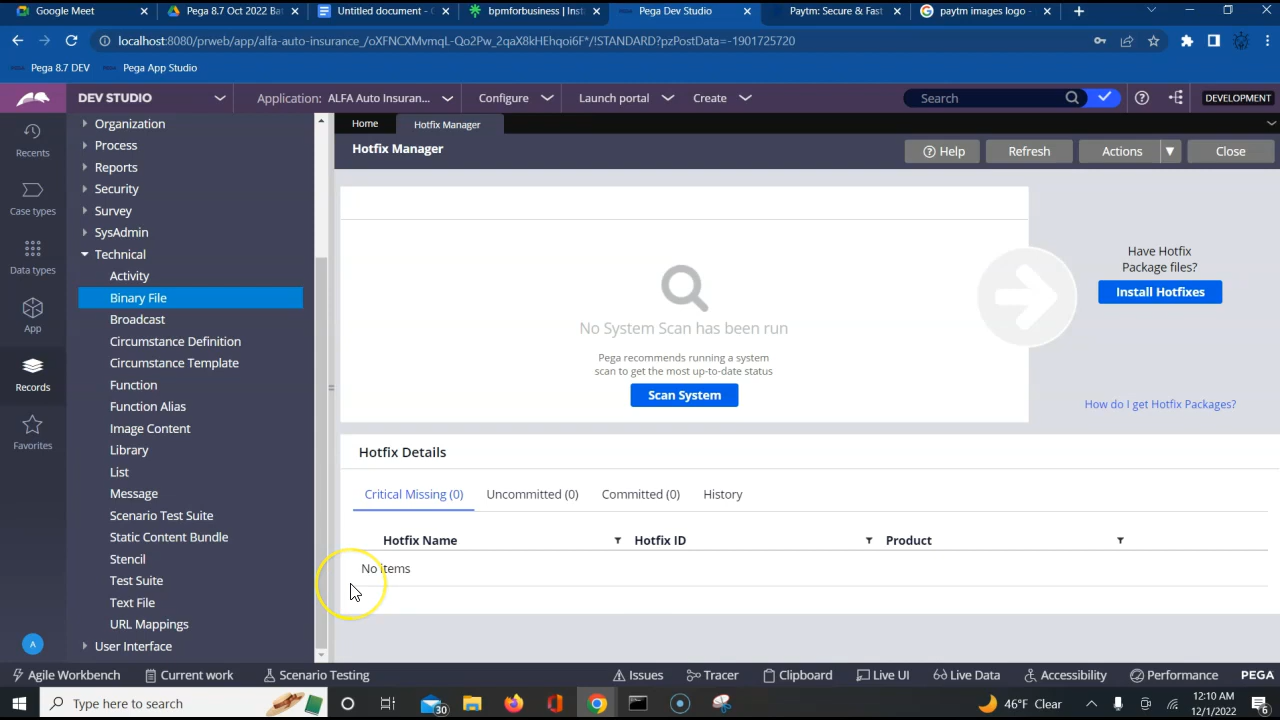 Google Meet
Pega 8.7 Oct 2022 Bat
Untitled document - G
bpmforbusiness | Inst
Pega Dev Studio
Paytm: Secure & Fast
paytm images logo -
localhost:8080/prweb/app/alfa-auto-insurance_/oXFNCXMvmqL-Qo2Pw_2qaX8kHEhqoi6F*/!STANDARD?pzPostData=-1901725720
PEGA Pega 8.7 DEV
PEGA Pega App Studio
DEV STUDIO
Application: ALFA Auto Insuran...
Configure
Launch portal
Create
Search
DEVELOPMENT
Recents
Case types
Data types
App
Records
Favorites
A
Organization
Process
Reports
Security
Survey
SysAdmin
Technical
Activity
Binary File
Broadcast
Circumstance Definition
Circumstance Template
Function
Function Alias
Image Content
Library
List
Message
Scenario Test Suite
Static Content Bundle
Stencil
Test Suite
Text File
URL Mappings
User Interface
Home
Hotfix Manager
Hotfix Manager
Help
Refresh
Actions
Close
No System Scan has been run
Pega recommends running a system
scan to get the most up-to-date status
Scan System
Have Hotfix
Package files?
Install Hotfixes
How do I get Hotfix Packages?
Hotfix Details
Critical Missing (0)
Uncommitted (0)
Committed (0)
History
Hotfix Name
Hotfix ID
Product
No items
Agile Workbench
Current work
Scenario Testing
Issues
Tracer
Clipboard
Live UI
Live Data
Accessibility
Performance
PEGA
Type here to search
30
46°F Clear
12:10 AM
12/1/2022
6